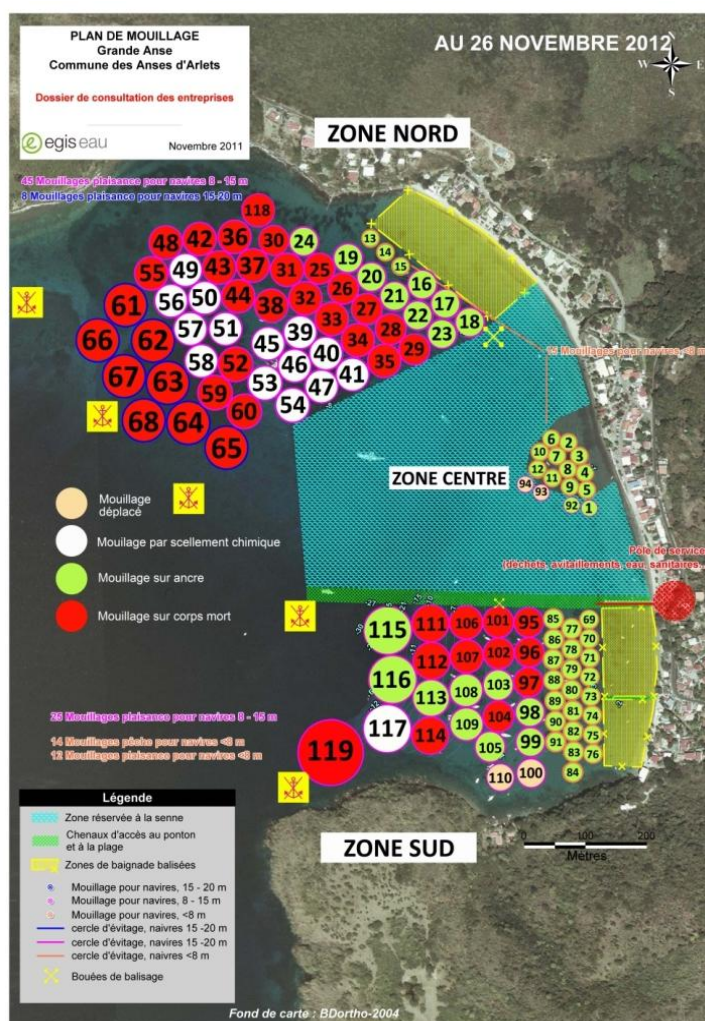 PLAN DE MOUILLAGE
Grande Anse
Commune des Anses d'Arlets
Dossier de consultation des entreprises
egis eau
Novembre 2011
AU 26 NOVEMBRE 2012
N
W
E
S
ZONE NORD
45 Mouillages plaisance pour navires 8 - 15 m
8 Mouillages plaisance pour navires 15-20 m
118
48 42 36 30 24
13
14
15
49 43 37 31 25 19
55
20
16
56 50 44 38 32 26 21
17
61
27 22
18
57 51
39 33 28 23
66 62
45
40 34 29
58 52
46 41 35
67 63
53 47
59
54
68 64 60
65
15 Mouillages pour navires <8 m
ZONE CENTRE
6 2
10 7 3
12 8 4
94 11 9 5
93
92 1
Mouillage
déplacé
Mouilage par scellement chimique
Mouillage sur ancre
Mouillage sur corps mort
Pôle de service
(déchets, avitaillements, eau, sanitaires...
115 111 106 101 95 85 69
77
112 107 102 96 86 70
78
87 71
116 113 108 103 97 79
88 72
80
89 73
117 114 109 104 98 81
90 74
82
105 99 91 75
83 76
119
110 100 84
25 Mouillages plaisance pour navires 8 - 15 m
14 Mouillages pêche pour navires <8 m
12 Mouillages plaisance pour navires <8 m
ZONE SUD
0 100 200
Mètres
Légende
Zone réservée à la senne
Chenaux d'accès au ponton
et à la plage
Zones de baignade balisées
Mouillage pour navires, 15 - 20 m
Mouillage pour navires, 8 - 15 m
Mouillage pour navires, <8 m
cercle d'évitage, naivres 15 -20 m
cercle d'évitage, navires 15 -20 m
cercle d'évitage, navires <8 m
Bouées de balisage
Fond de carte : BDortho-2004